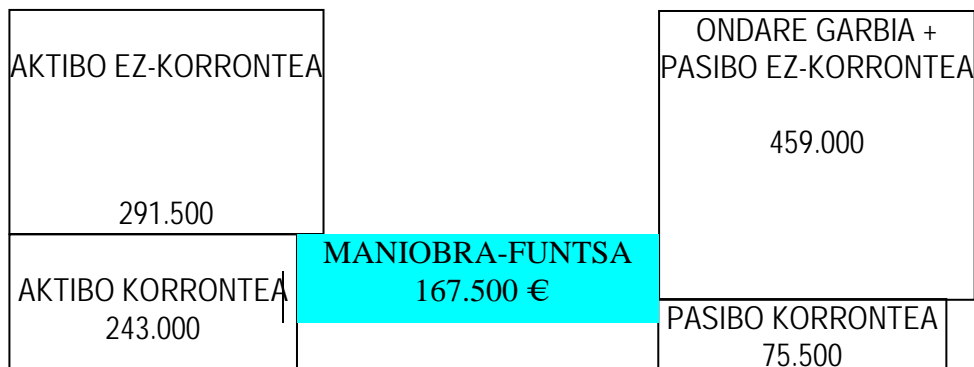 AKTIBO EZ-KORRONTEA
291.500
AKTIBO KORRONTEA
243.000
MANIOBRA-FUNTSA
167.500 €
ONDARE GARBIA +
PASIBO EZ-KORRONTEA
459.000
PASIBO KORRONTEA
75.500